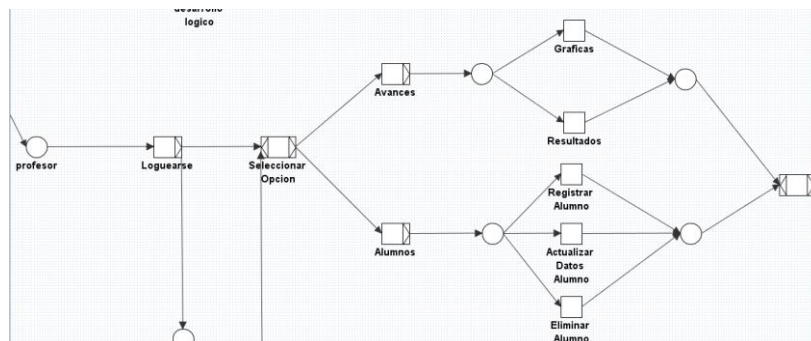 desarrollo
logico
Graficas
Avances
Resultados
profesor
Loguearse
Seleccionar
Opcion
Registrar
Alumno
Alumnos
Actualizar
Datos
Alumno
Eliminar
Alumno